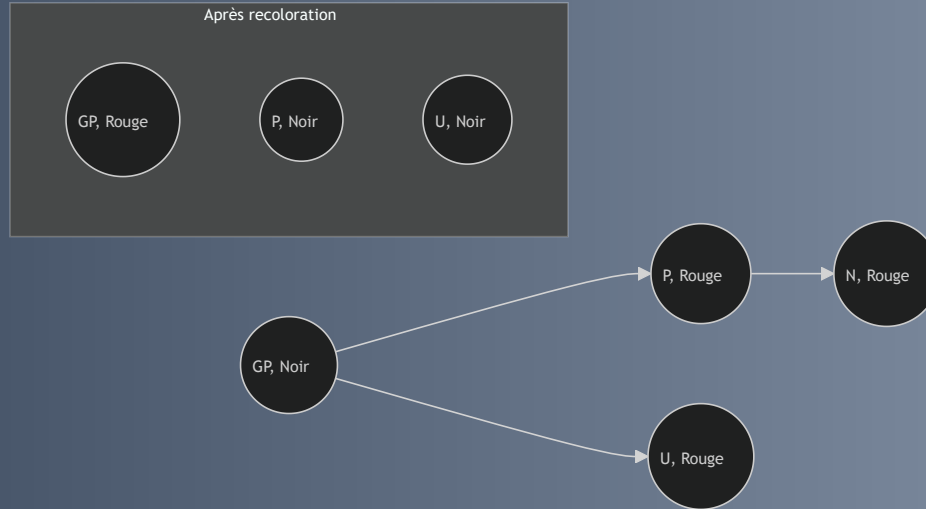 Après recoloration
GP, Rouge
P, Noir
U, Noir
P, Rouge
N, Rouge
GP, Noir
U, Rouge